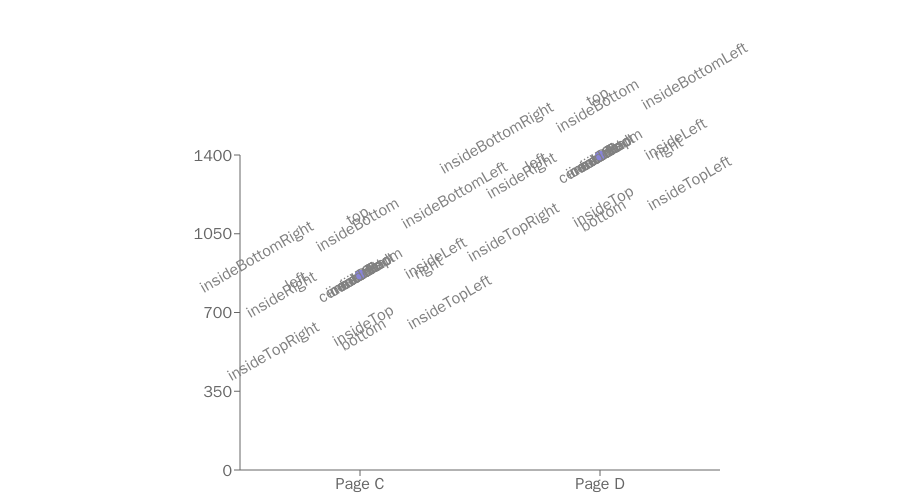 insideBottomLeft
top
insideBottom
insideBottomRight
insideLeft
right
left
insideRight
insideTopLeft
insideTop
bottom
insideTopRight
insideBottomLeft
top
insideBottom
insideBottomRight
insideLeft
right
left
insideRight
insideTopLeft
insideTop
bottom
insideTopRight
1400
1050
700
350
0
Page C
Page D